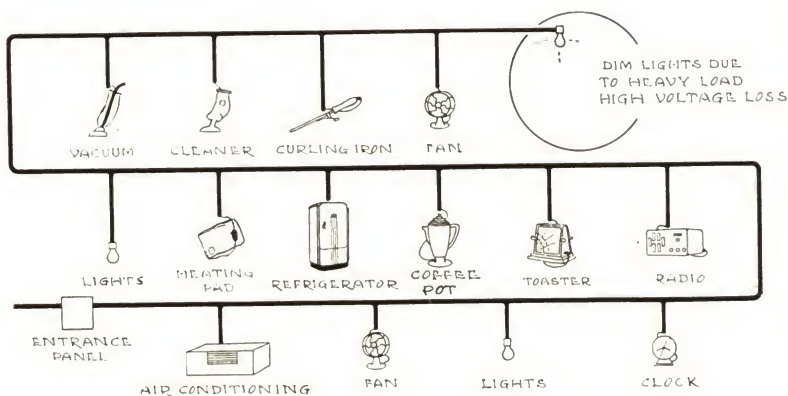 DIM LIGHTS DUE
TO HEAVY LOAD
HIGH VOLTAGE LOSS
VACUUM CLEANER CURLING IRON FAN
LIGHTS HEATING PAD REFRIGERATOR COFFEE POT TOASTER RADIO
ENTRANCE PANEL
AIR CONDITIONING FAN LIGHTS CLOCK